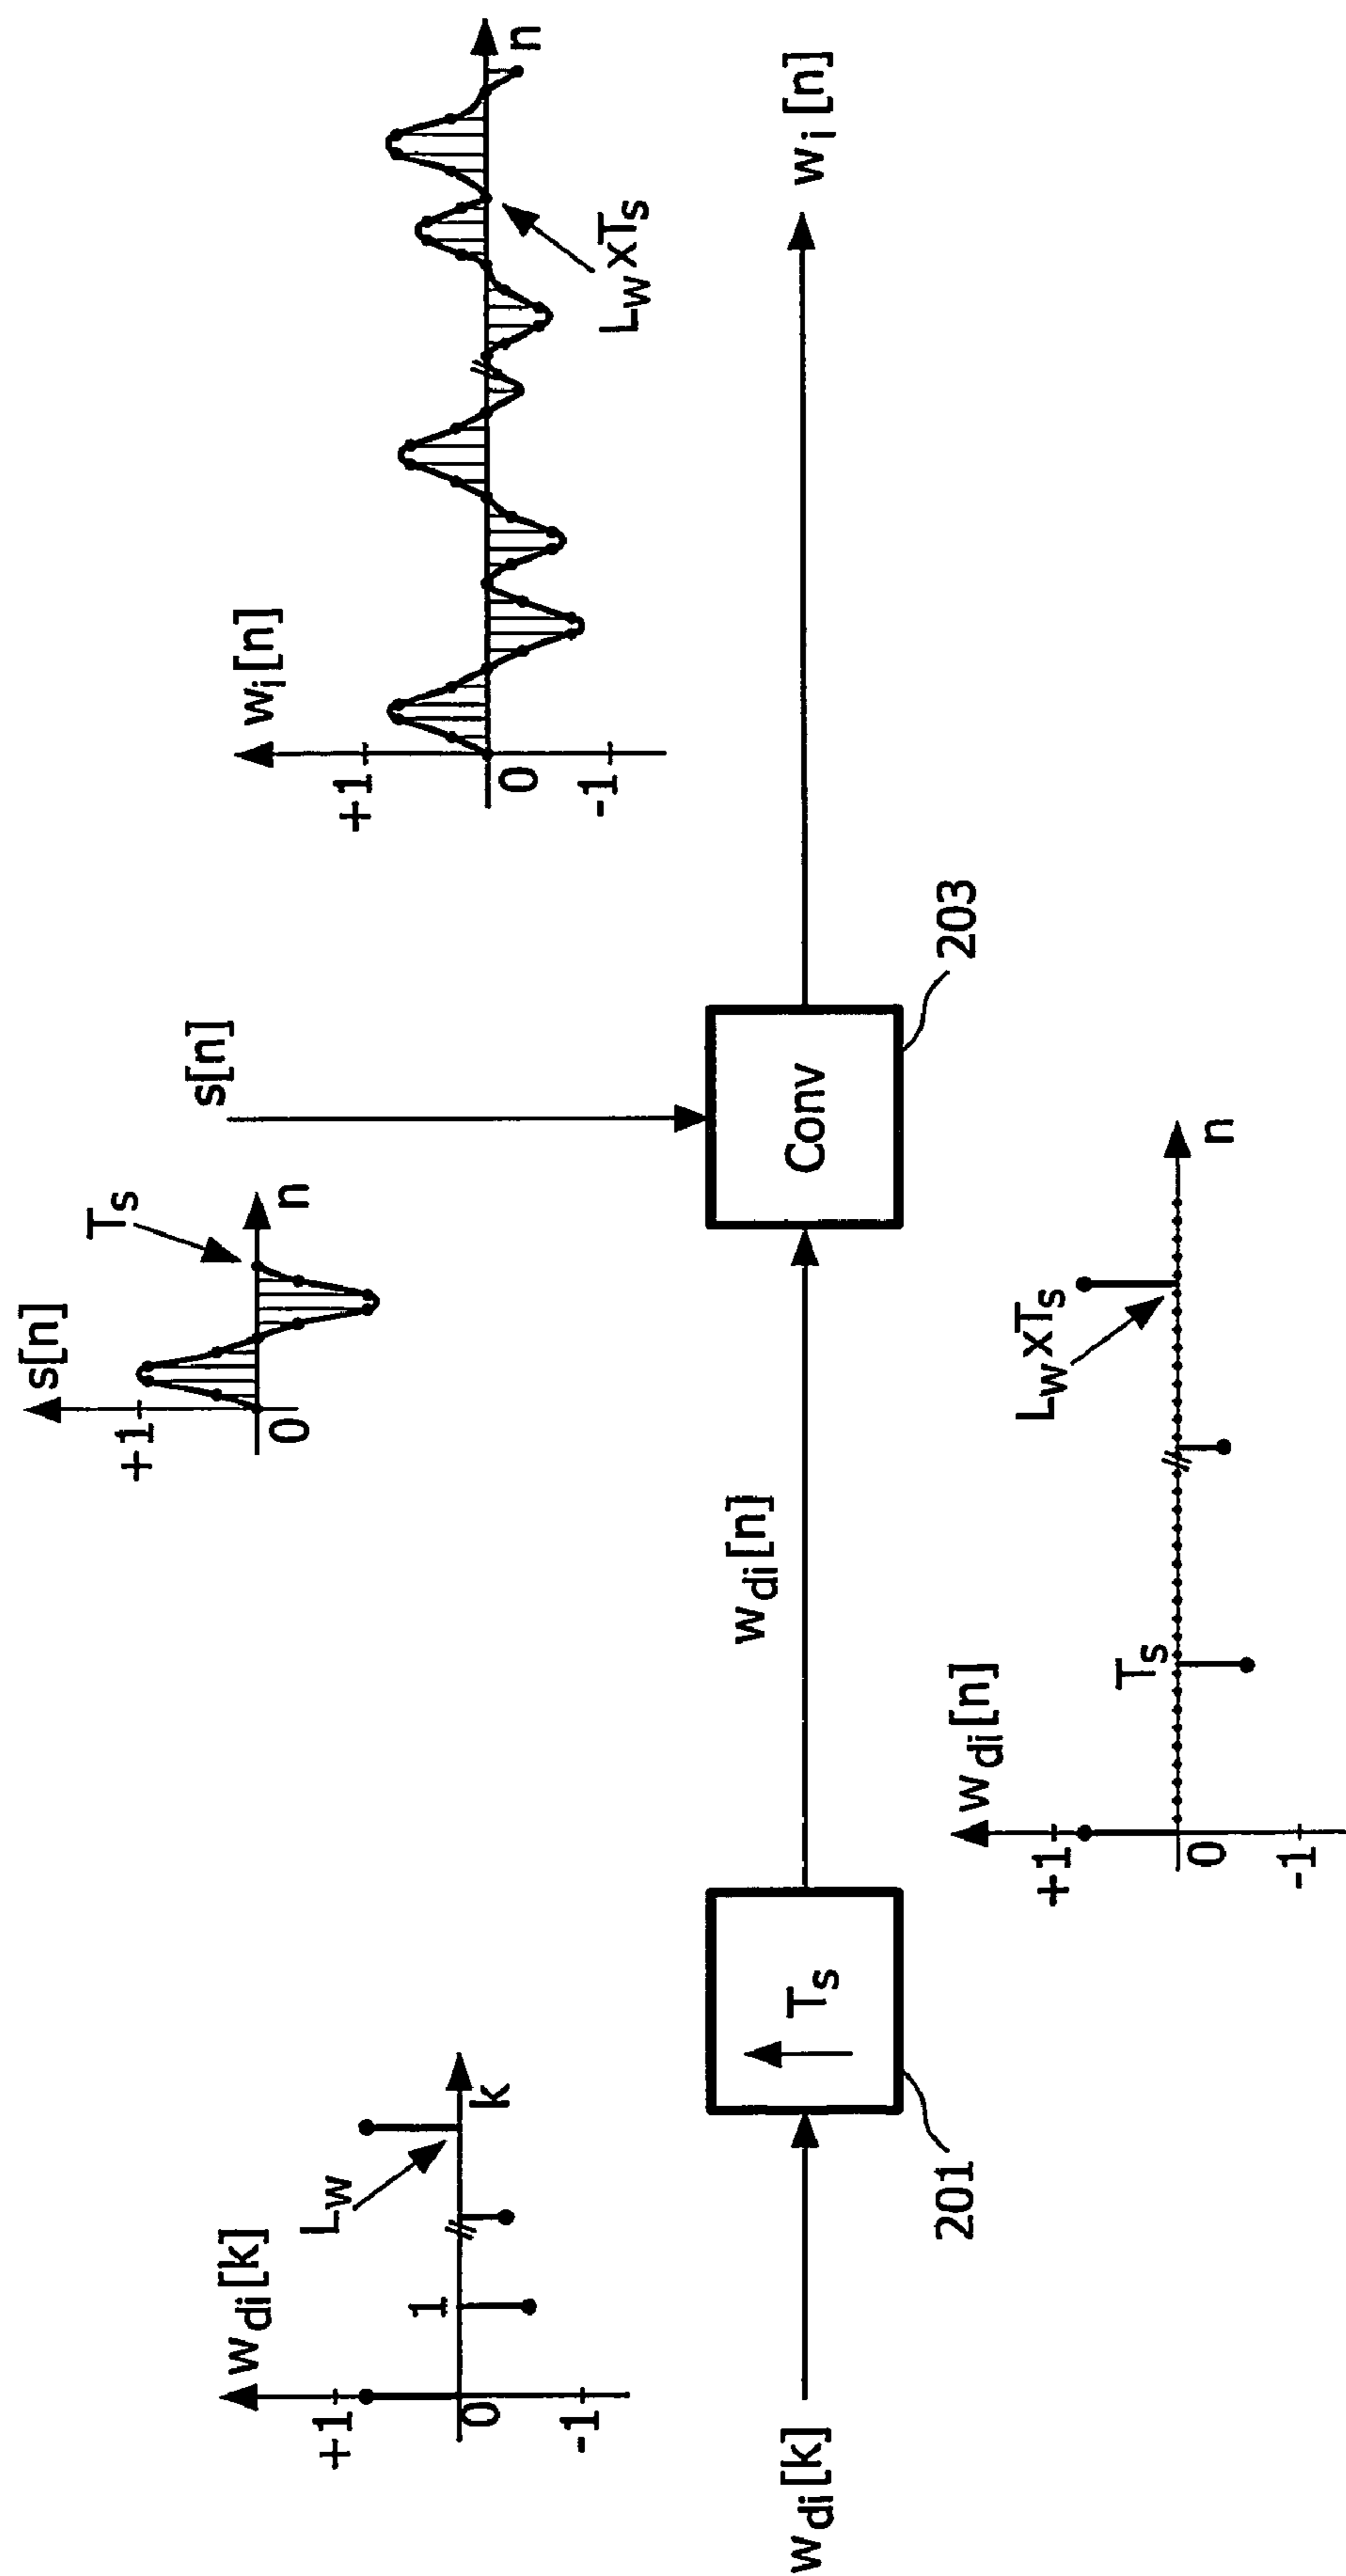 w_di[k]
+1
0
-1
1
L_w
k
w_di[k]
T_s
201
w_di[n]
+1
0
-1
T_s
L_w x T_s
n
w_di[n]
s[n]
+1
0
T_s
n
s[n]
Conv
203
w_i[n]
+1
0
-1
L_w x T_s
n
w_i[n]